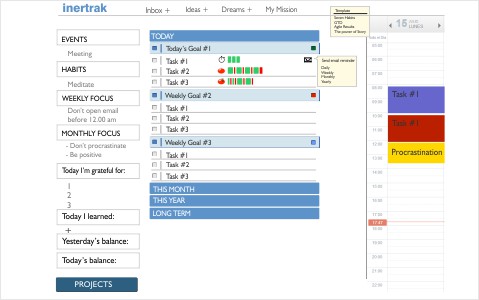 inertrak
Inbox +
Ideas +
Dreams +
My Mission
Template
Seven Habits
GTD
Agile Results
The power of Story
EVENTS
Meeting
HABITS
Meditate
WEEKLY FOCUS
Don't open email
before 12.00 am
MONTHLY FOCUS
- Don't procrastinate
- Be positive
Today I'm grateful for:
1
2
3
Today I learned:
+
Yesterday's balance:
Today's balance:
PROJECTS
TODAY
Today's Goal #1
Task #1
Task #2
Task #3
Send email reminder
Daily
Weekly
Monthly
Yearly
Weekly Goal #2
Task #1
Task #2
Task #3
Weekly Goal #3
Task #1
Task #2
Task #3
THIS MONTH
THIS YEAR
LONG TERM
15
LUNES
Task #1
Task #1
Procrastination
17:37